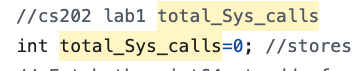 //cs202 lab1 total_Sys_calls
int total_Sys_calls=0; //stores